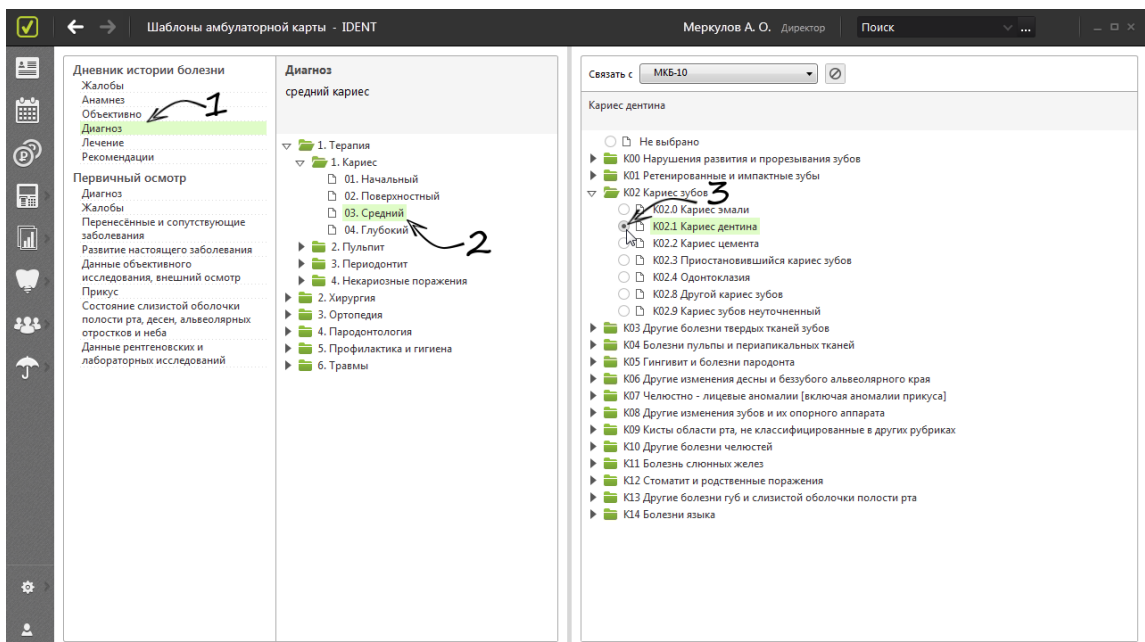 Шаблоны амбулаторной карты - IDENT
Меркулов А. О. Директор
Поиск
...
Дневник истории болезни
Жалобы
Анамнез
Объективно
Диагноз
Лечение
Рекомендации
Первичный осмотр
Диагноз
Жалобы
Перенесённые и сопутствующие
заболевания
Развитие настоящего заболевания
Данные объективного
исследования, внешний осмотр
Прикус
Состояние слизистой оболочки
полости рта, десен, альвеолярных
отростков и неба
Данные рентгеновских и
лабораторных исследований
1
Диагноз
средний кариес
1. Терапия
1. Кариес
01. Начальный
02. Поверхностный
03. Средний
04. Глубокий
2. Пульпит
3. Периодонтит
4. Некариозные поражения
2. Хирургия
3. Ортопедия
4. Пародонтология
5. Профилактика и гигиена
6. Травмы
2
Связать с МКБ-10
Кариес дентина
Не выбрано
K00 Нарушения развития и прорезывания зубов
K01 Ретенированные и импактные зубы
K02 Кариес зубов
3
K02.0 Кариес эмали
K02.1 Кариес дентина
K02.2 Кариес цемента
K02.3 Приостановившийся кариес зубов
K02.4 Одонтоклазия
K02.8 Другой кариес зубов
K02.9 Кариес зубов неуточненный
K03 Другие болезни твердых тканей зубов
K04 Болезни пульпы и периапикальных тканей
K05 Гингивит и болезни пародонта
K06 Другие изменения десны и беззубого альвеолярного края
K07 Челюстно - лицевые аномалии [включая аномалии прикуса]
K08 Другие изменения зубов и их опорного аппарата
K09 Кисты области рта, не классифицированные в других рубриках
K10 Другие болезни челюстей
K11 Болезнь слюнных желез
K12 Стоматит и родственные поражения
K13 Другие болезни губ и слизистой оболочки полости рта
K14 Болезни языка